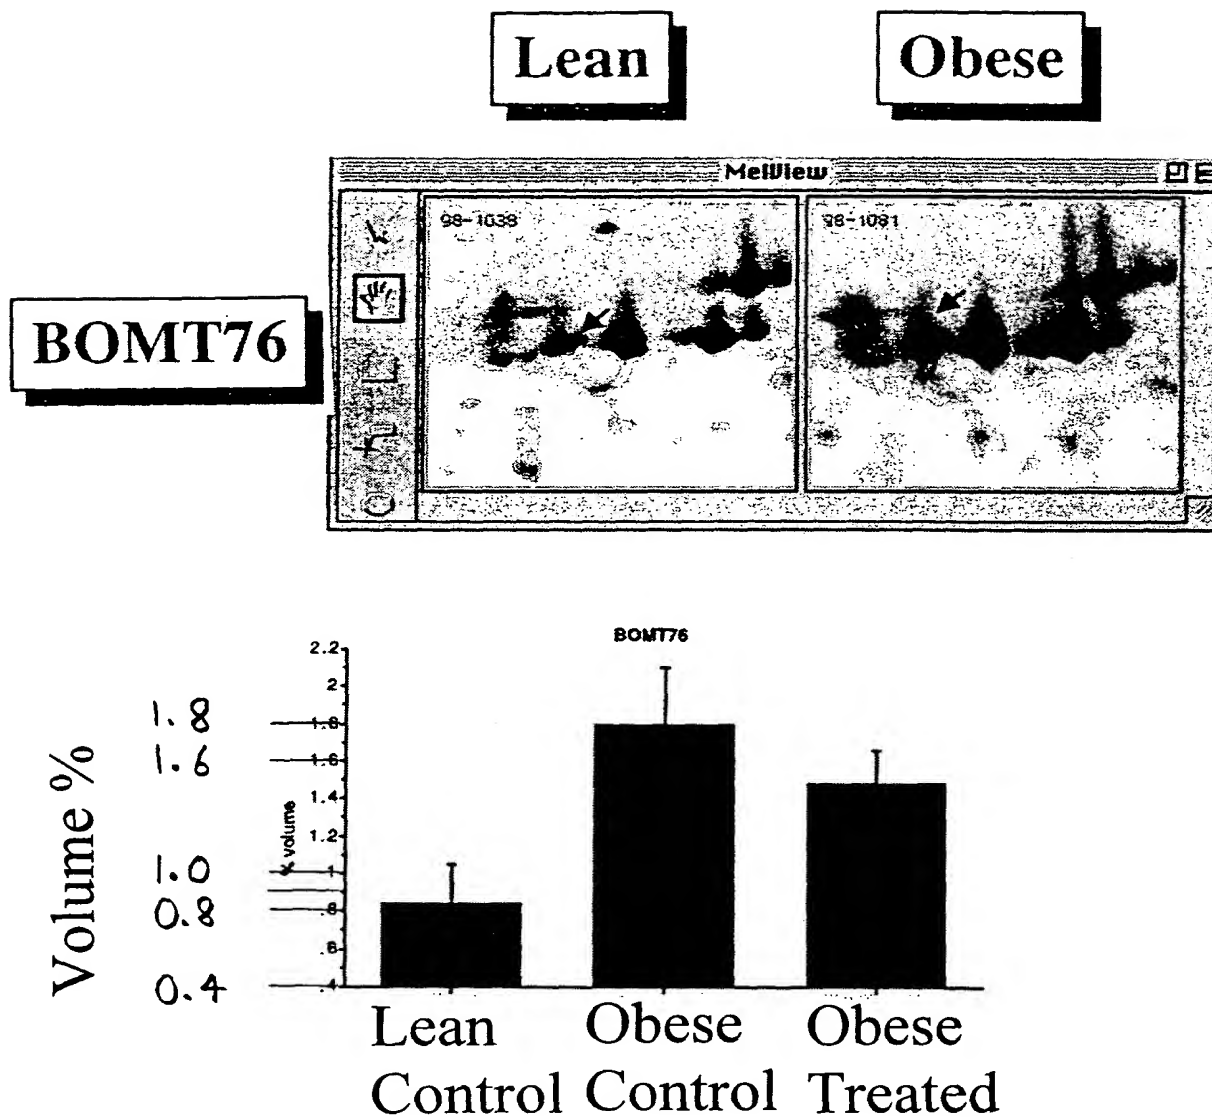 Lean Obese
MelView
98-1038 98-1081
BOMT76
BOMT76
Volume %
1.8
1.6
1.0
0.8
0.4
% volume
2.2
2
1.8
1.6
1.4
1.2
1
.8
.6
.4
Lean Obese Obese
Control Control Treated